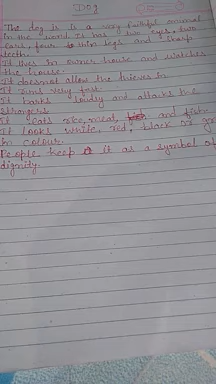 Dog
The dog is a very faithful animal
in the world. It has two eyes, two
ears, four thin legs and sharp
teeth.
It lives in owner house and watches
the house.
It doesnot allow the thieves in
It runs very fast.
It barks loudly and attacks the
strangers
It eats rice, meat, and fish
It looks white, red, black or
in colour.
People keep it as a symbol of
dignity.